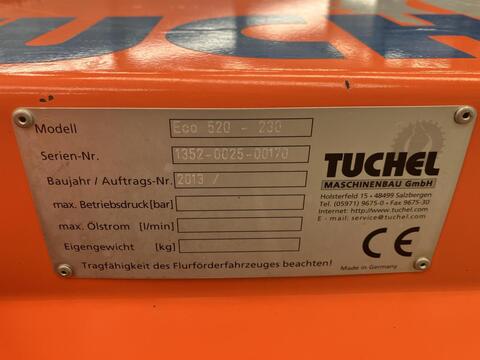 TUCH
Modell Eco 520 - 230
Serien-Nr. 1352-0025-00170
Baujahr / Auftrags-Nr. 2013 /
max. Betriebsdruck [bar]
max. Ölstrom [l/min]
Eigengewicht [kg]
Tragfähigkeit des Flurförderfahrzeuges beachten!
TUCHEL
MASCHINENBAU GmbH
Holsterfeld 15 • 48499 Salzbergen
Tel. (05971) 9675-0 • Fax 9675-30
Internet: http://www.tuchel.com
E - mail: service@tuchel.com
CE
Made in Germany